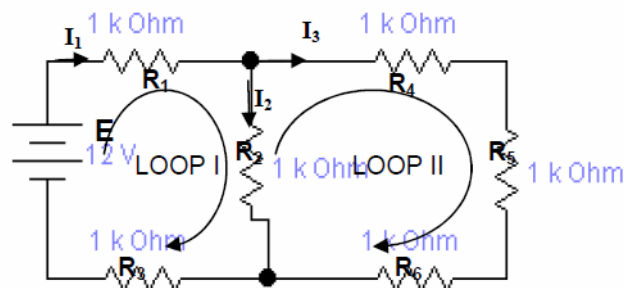 1 k Ohm
1 k Ohm
I₁
I₃
R₁
R₄
I₂
E
12 V
LOOP I
R₂
1 k Ohm
LOOP II
R₅
1 k Ohm
1 k Ohm
1 k Ohm
R₃
R₆